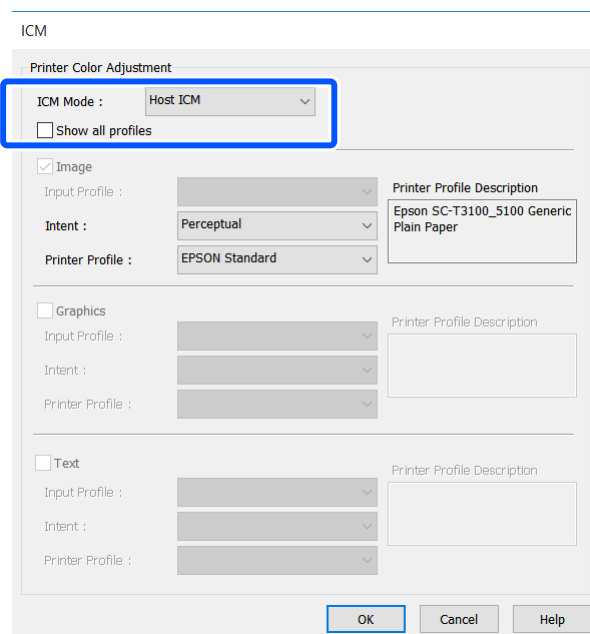 ICM
Printer Color Adjustment
ICM Mode :
Host ICM
Show all profiles
Image
Input Profile :
Printer Profile Description
Intent :
Perceptual
Epson SC-T3100_5100 Generic
Plain Paper
Printer Profile :
EPSON Standard
Graphics
Printer Profile Description
Input Profile :
Intent :
Printer Profile :
Text
Printer Profile Description
Input Profile :
Intent :
Printer Profile :
OK
Cancel
Help